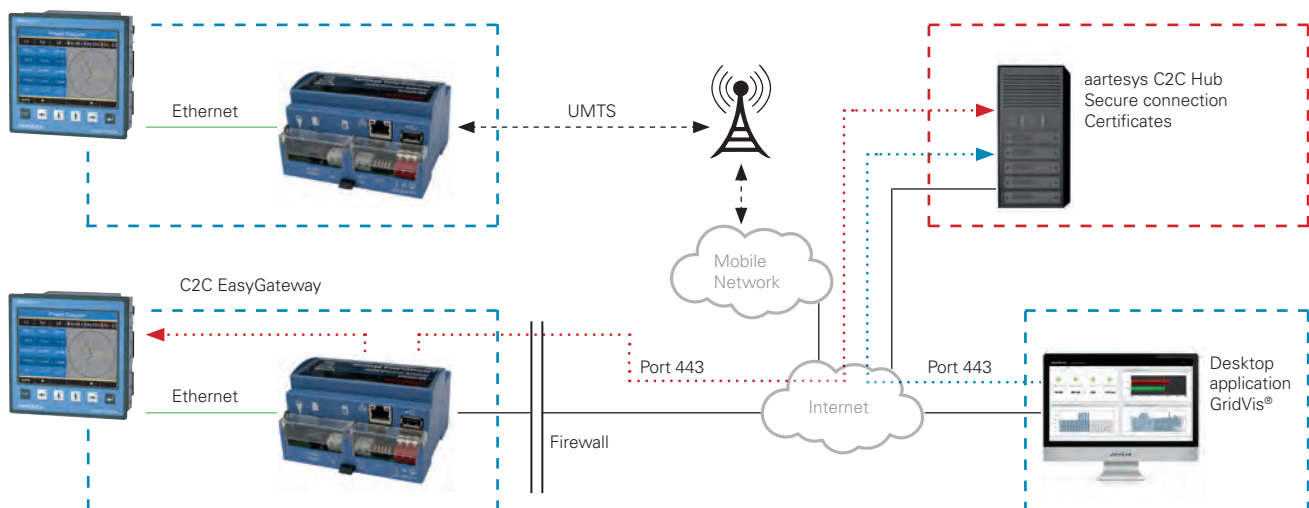 Ethernet
UMTS
aartesys C2C Hub
Secure connection
Certificates
Mobile
Network
C2C EasyGateway
Port 443
Port 443
Ethernet
Internet
Firewall
Desktop
application
GridVis®